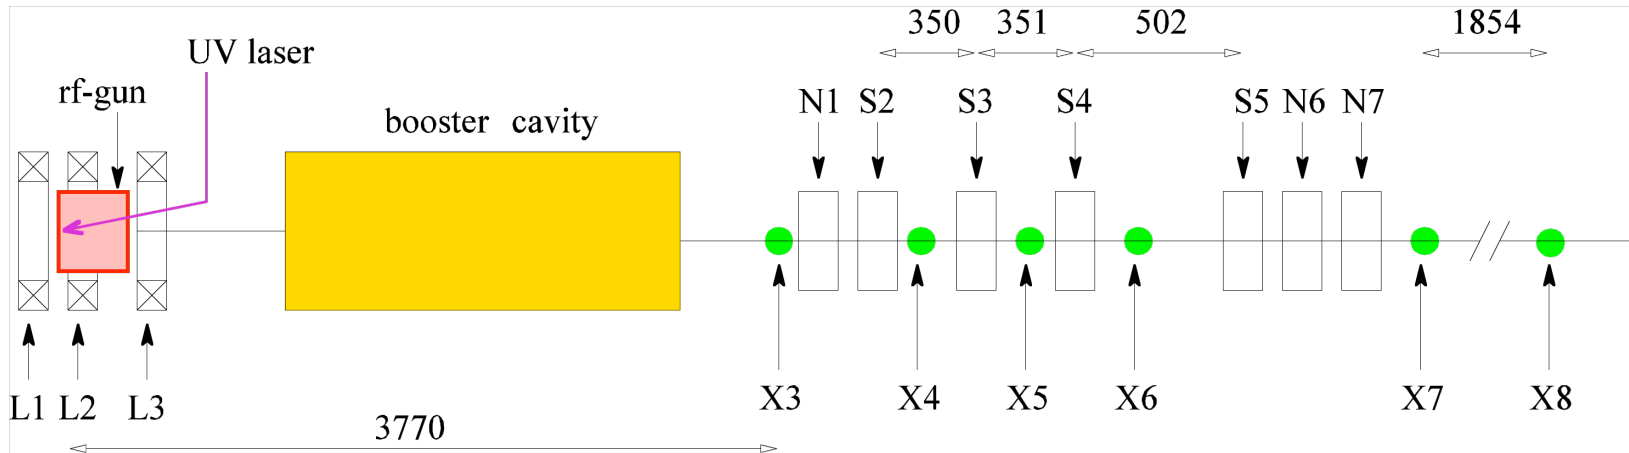 350 351 502 1854
UV laser
rf-gun
N1 S2 S3 S4 S5 N6 N7
booster cavity
L1 L2 L3 X3 X4 X5 X6 X7 X8
3770